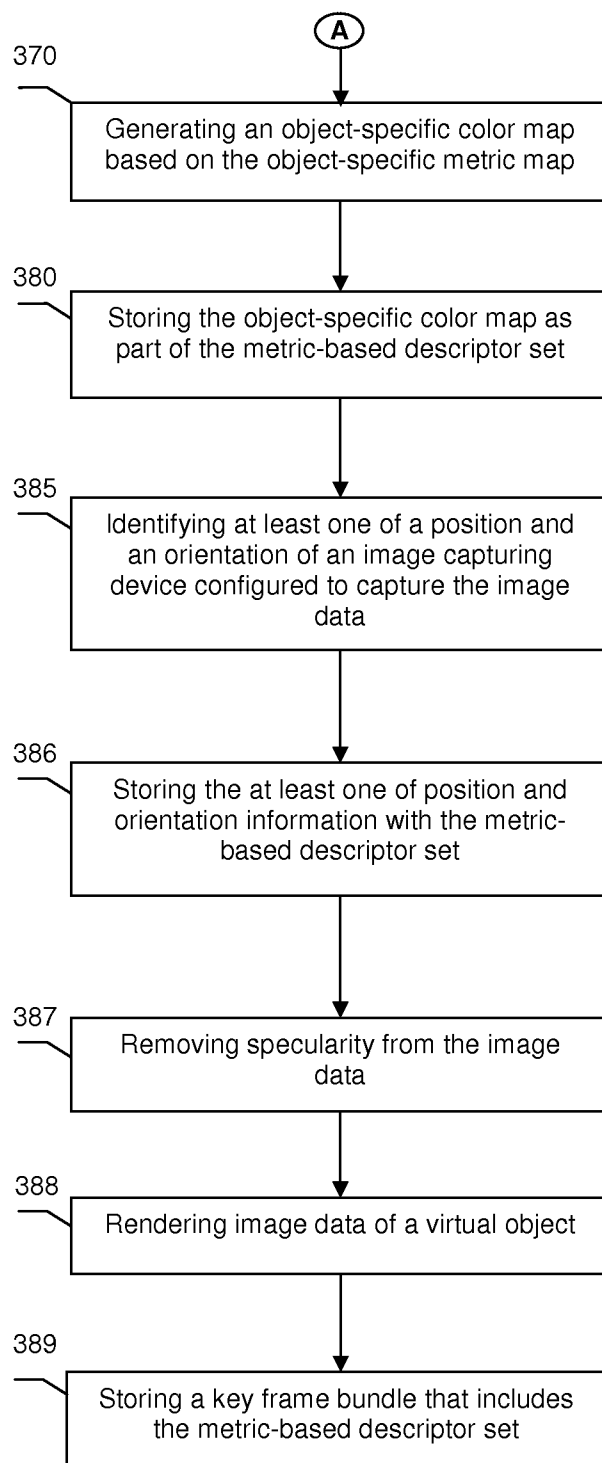 A
370
Generating an object-specific color map
based on the object-specific metric map
380
Storing the object-specific color map as
part of the metric-based descriptor set
385
Identifying at least one of a position and
an orientation of an image capturing
device configured to capture the image
data
386
Storing the at least one of position and
orientation information with the metric-
based descriptor set
387
Removing specularity from the image
data
388
Rendering image data of a virtual object
389
Storing a key frame bundle that includes
the metric-based descriptor set